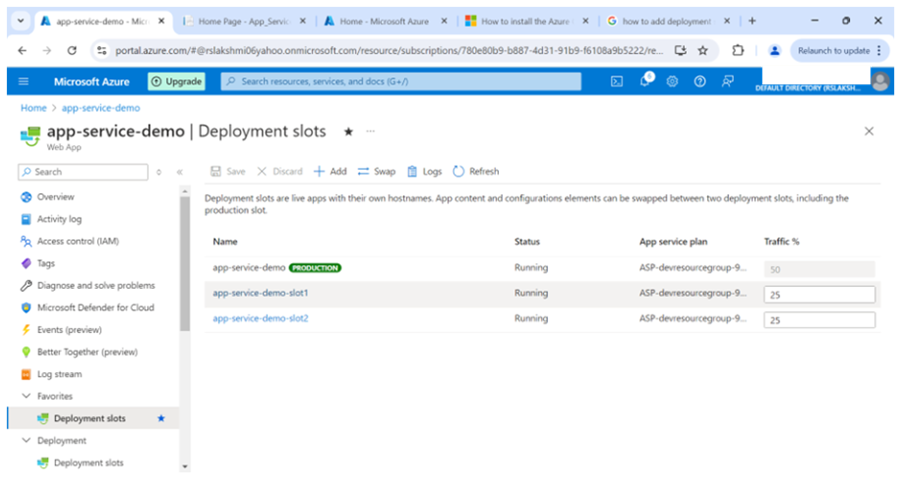 app-service-demo - Micr
Home Page - App_Servic
Home - Microsoft Azure
How to install the Azure
how to add deployment
portal.azure.com/#@rslakshmi06yahoo.onmicrosoft.com/resource/subscriptions/780e80b9-b887-4d31-91b9-f6108a9b5222/re...
Relaunch to update
Microsoft Azure
Upgrade
Search resources, services, and docs (G+/)
DEFAULT DIRECTORY (RSLAKSH...
Home > app-service-demo
app-service-demo | Deployment slots
Web App
Search
Save
Discard
Add
Swap
Logs
Refresh
Overview
Activity log
Access control (IAM)
Tags
Diagnose and solve problems
Microsoft Defender for Cloud
Events (preview)
Better Together (preview)
Log stream
Favorites
Deployment slots
Deployment
Deployment slots
Deployment slots are live apps with their own hostnames. App content and configurations elements can be swapped between two deployment slots, including the
production slot.
Name Status App service plan Traffic %
app-service-demo PRODUCTION Running ASP-devresourcegroup-9... 50
app-service-demo-slot1 Running ASP-devresourcegroup-9... 25
app-service-demo-slot2 Running ASP-devresourcegroup-9... 25